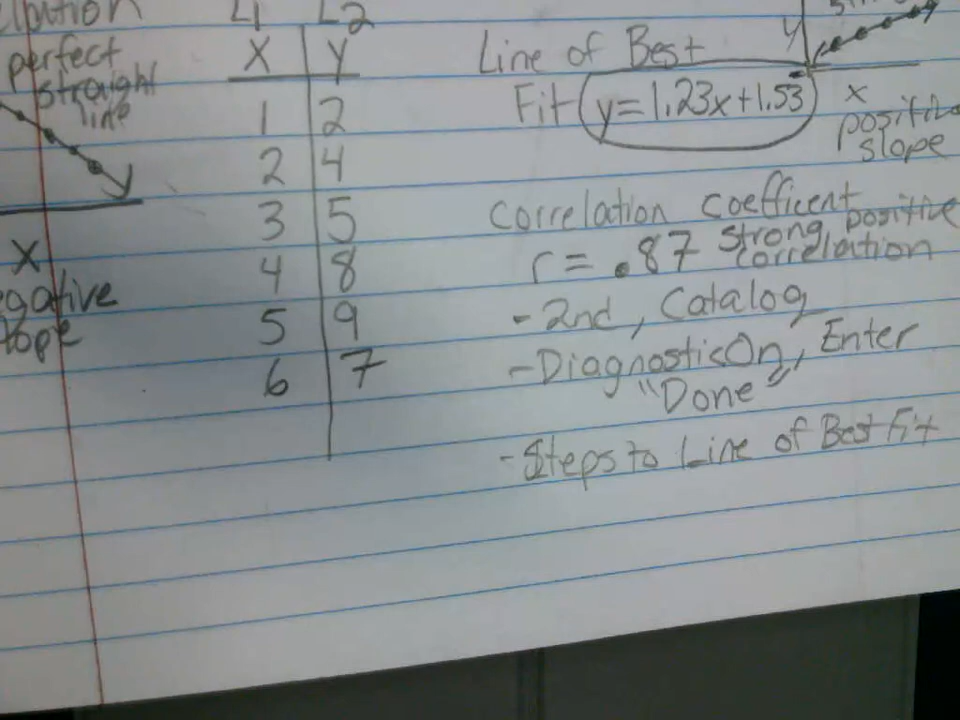 L1 L2
X Y
1 2
2 4
3 5
4 8
5 9
6 7
perfect
straight
line
X
Line of Best
Fit y=1.23x+1.53
y
x
positive
slope
correlation coefficent
r= .87 strong positive
correlation
-2nd, Catalog
-DiagnosticOn, Enter
"Done"
-Steps to Line of Best Fit